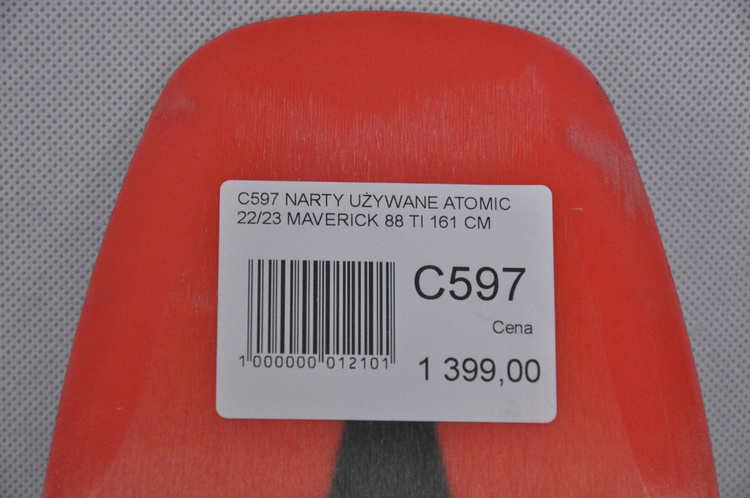 C597 NARTY UŻYWANE ATOMIC
22/23 MAVERICK 88 TI 161 CM
C597
Cena
1 000000 012101
1 399,00